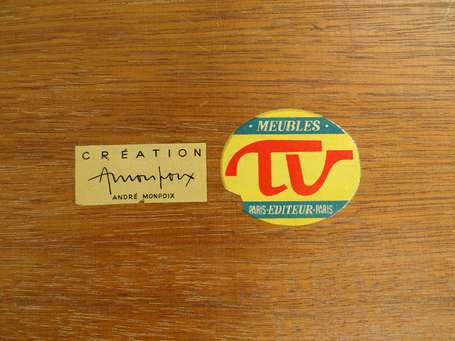 CRÉATION
Amonpoix
ANDRÉ MONPOIX
· MEUBLES ·
TV
PARIS·EDITEUR·PARIS